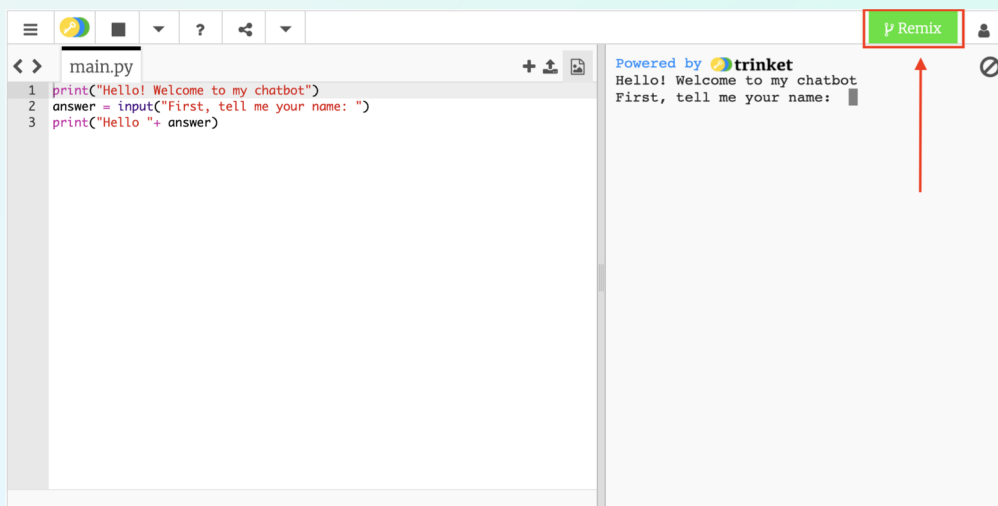 ? Remix
main.py
1 print("Hello! Welcome to my chatbot")
2 answer = input("First, tell me your name: ")
3 print("Hello "+ answer)
Powered by trinket
Hello! Welcome to my chatbot
First, tell me your name: